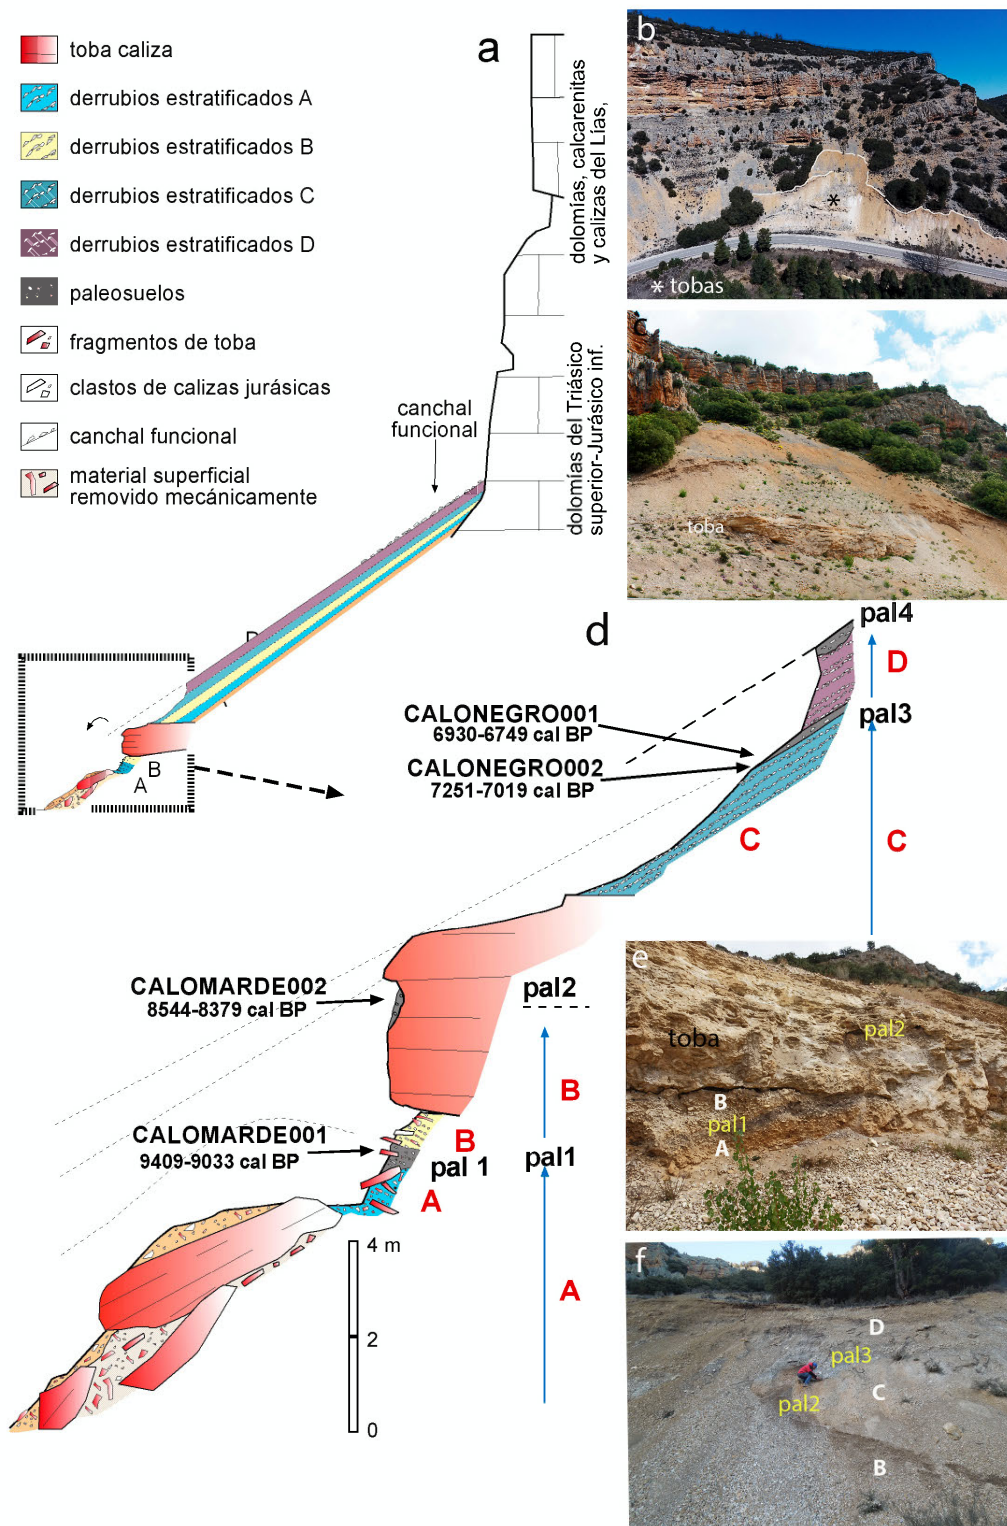 a
toba caliza
derrubios estratificados A
derrubios estratificados B
derrubios estratificados C
derrubios estratificados D
paleosuelos
fragmentos de toba
clastos de calizas jurásicas
canchal funcional
material superficial
removido mecánicamente
canchal
funcional
dolomías, calcarenitas
y calizas del Lías,
dolomías del Triásico
superior-Jurásico inf.
B
A
b
*
* tobas
c
toba
d
pal4
D
pal3
CALONEGRO001
6930-6749 cal BP
CALONEGRO002
7251-7019 cal BP
C
C
CALOMARDE002
8544-8379 cal BP
pal2
B
CALOMARDE001
9409-9033 cal BP
B
pal 1
pal1
A
A
4 m
2
0
e
toba
pal2
B
pal1
A
f
D
pal3
C
pal2
B